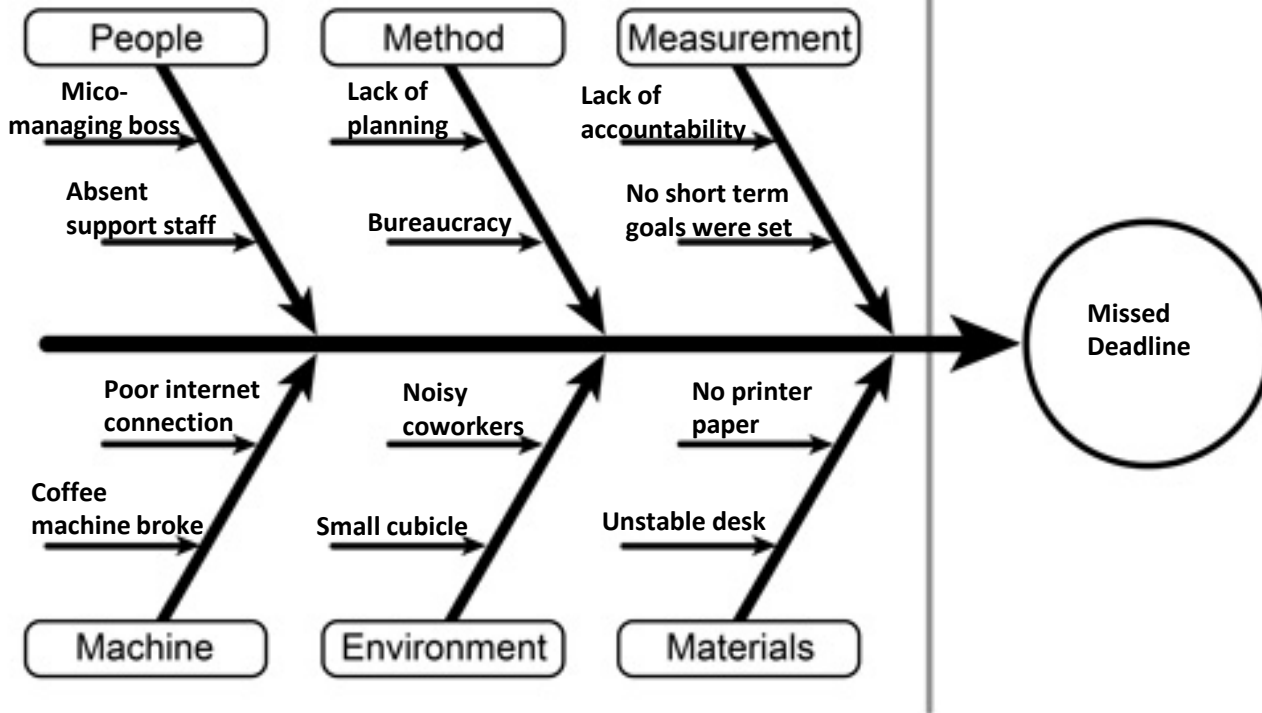 People
Method
Measurement
Mico-
managing boss
Lack of
planning
Lack of
accountability
Absent
support staff
Bureaucracy
No short term
goals were set
Missed
Deadline
Poor internet
connection
Noisy
coworkers
No printer
paper
Coffee
machine broke
Small cubicle
Unstable desk
Machine
Environment
Materials